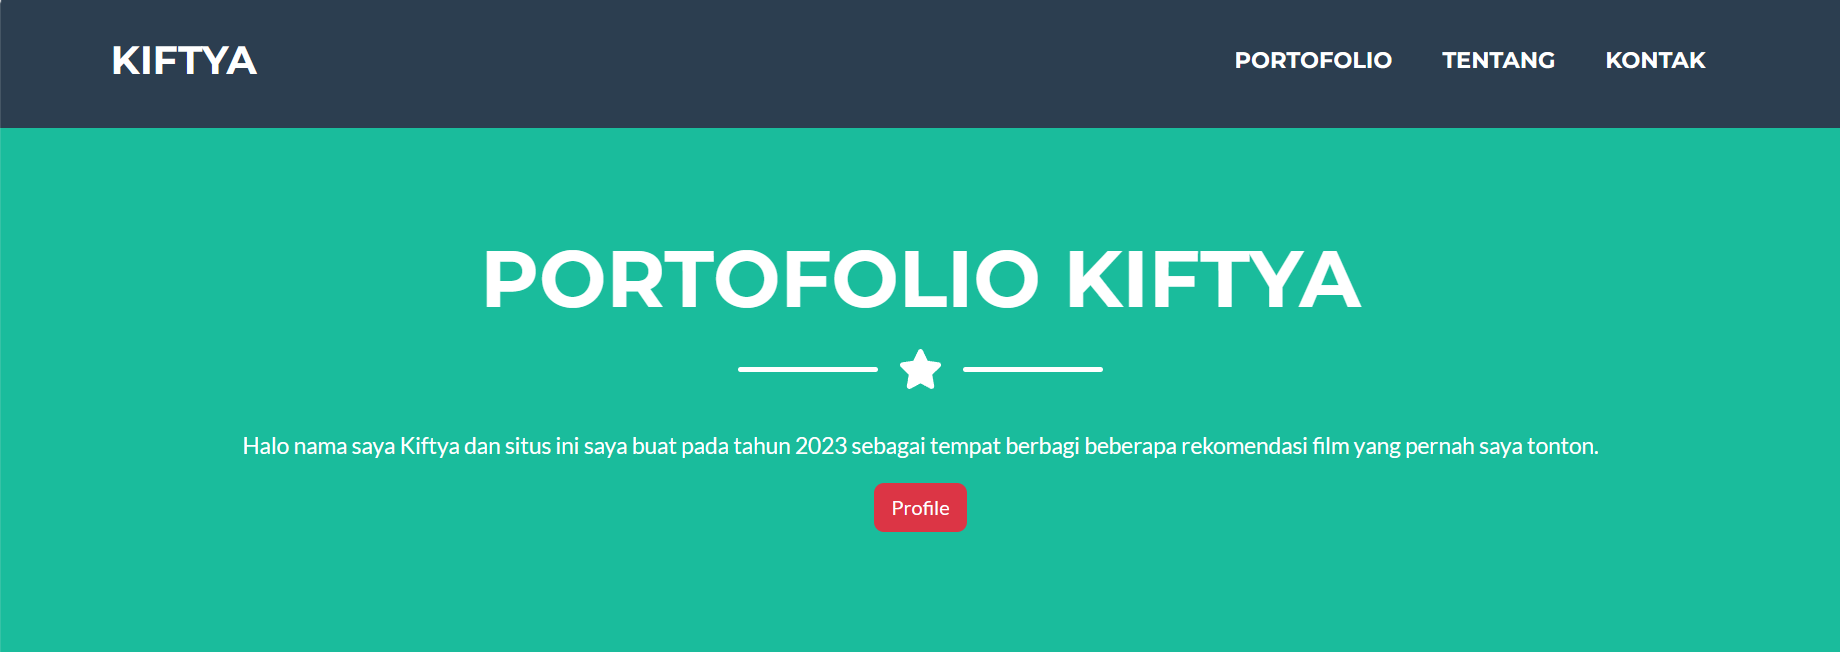 KIFTYA
PORTOFOLIO
TENTANG
KONTAK
PORTOFOLIO KIFTYA
Halo nama saya Kiftya dan situs ini saya buat pada tahun 2023 sebagai tempat berbagi beberapa rekomendasi film yang pernah saya tonton.
Profile